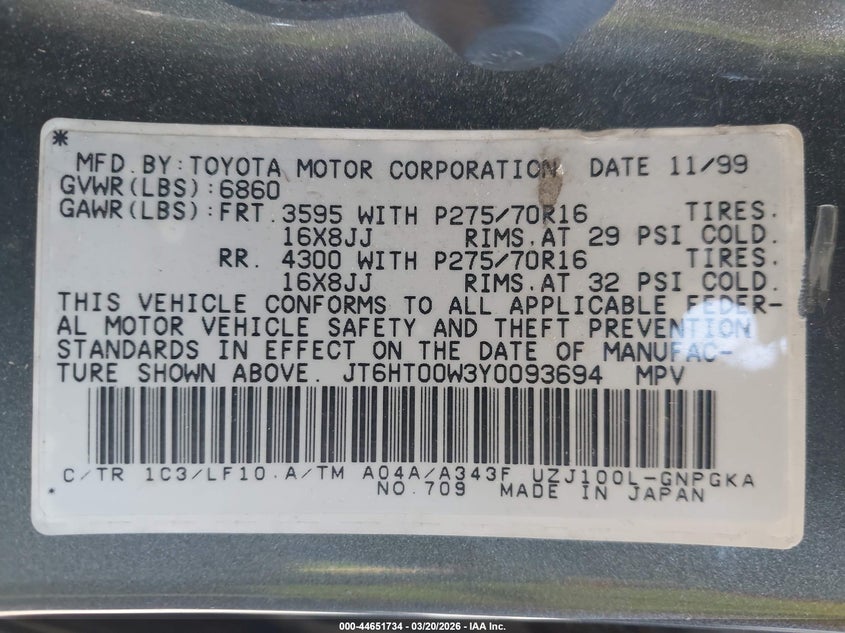 *
MFD. BY: TOYOTA MOTOR CORPORATION DATE 11/99
GVWR(LBS):6860
GAWR(LBS):FRT. 3595 WITH P275/70R16 TIRES.
16X8JJ RIMS.AT 29 PSI COLD.
RR. 4300 WITH P275/70R16 TIRES.
16X8JJ RIMS.AT 32 PSI COLD.
THIS VEHICLE CONFORMS TO ALL APPLICABLE FEDER-
AL MOTOR VEHICLE SAFETY AND THEFT PREVENTION
STANDARDS IN EFFECT ON THE DATE OF MANUFAC-
TURE SHOWN ABOVE. JT6HT00W3Y0093694 MPV
C/TR 1C3/LF10.A/TM A04A/A343F UZJ100L-GNPGKA
* NO.709 MADE IN JAPAN
000-44651734 — 03/20/2026 — IAA Inc.